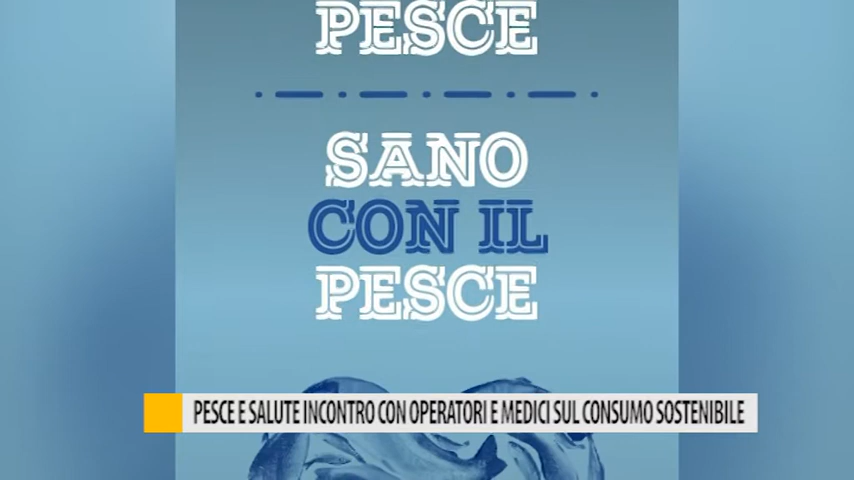 PESCE
SANO
CON IL
PESCE
PESCE E SALUTE INCONTRO CON OPERATORI E MEDICI SUL CONSUMO SOSTENIBILE